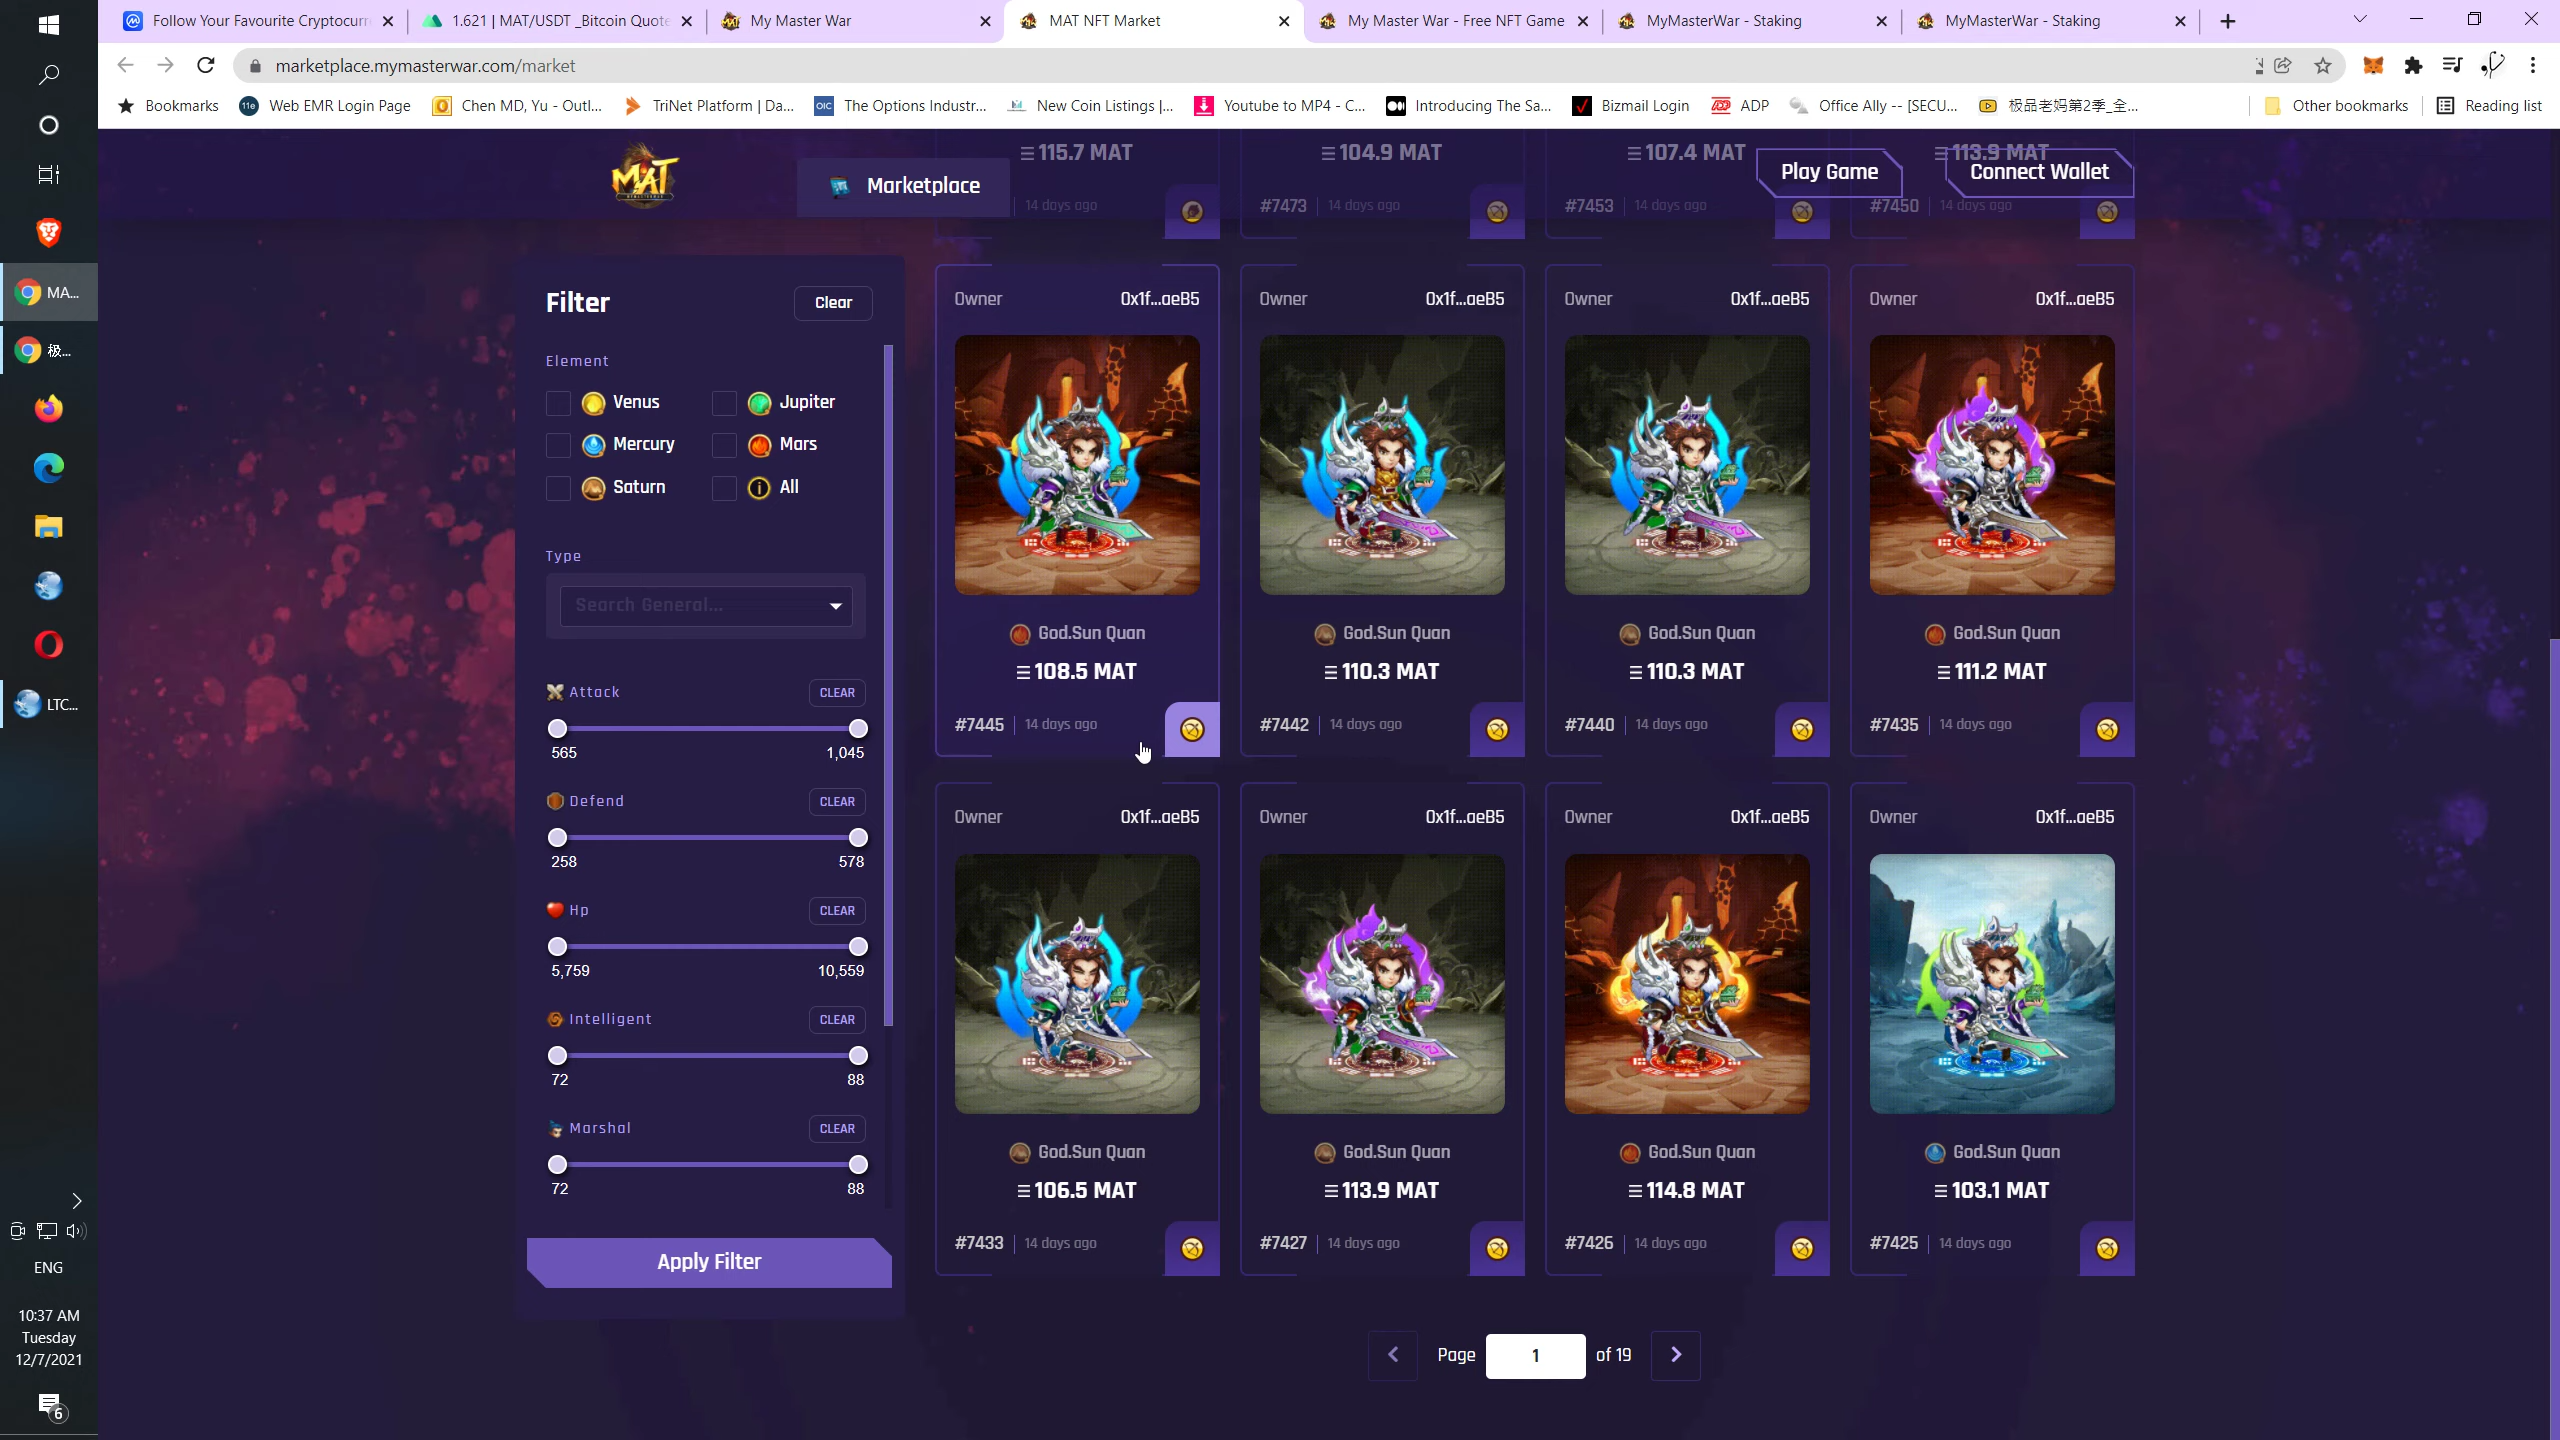 Follow Your Favourite Cryptocurr
1.621 | MAT/USDT _Bitcoin Quote
My Master War
MAT NFT Market
My Master War - Free NFT Game
MyMasterWar - Staking
MyMasterWar - Staking
marketplace.mymasterwar.com/market
Bookmarks
Web EMR Login Page
Chen MD, Yu - Outl...
TriNet Platform | Da...
The Options Industr...
New Coin Listings |...
Youtube to MP4 - C...
Introducing The Sa...
Bizmail Login
ADP
Office Ally -- [SECU...
极品老妈第2季_全...
Other bookmarks
Reading list
MA...
极...
LTC...
ENG
10:37 AM
Tuesday
12/7/2021
6
MAT
Marketplace
Play Game
Connect Wallet
115.7 MAT
104.9 MAT
107.4 MAT
113.9 MAT
14 days ago
#7473 14 days ago
#7453 14 days ago
#7450 14 days ago
Filter
Clear
Element
Venus Jupiter
Mercury Mars
Saturn All
Type
Search General...
Attack CLEAR
565 1,045
Defend CLEAR
258 578
Hp CLEAR
5,759 10,559
Intelligent CLEAR
72 88
Marshal CLEAR
72 88
Apply Filter
Owner 0x1f...aeB5
God.Sun Quan
108.5 MAT
#7445 14 days ago
Owner 0x1f...aeB5
God.Sun Quan
110.3 MAT
#7442 14 days ago
Owner 0x1f...aeB5
God.Sun Quan
110.3 MAT
#7440 14 days ago
Owner 0x1f...aeB5
God.Sun Quan
111.2 MAT
#7435 14 days ago
Owner 0x1f...aeB5
God.Sun Quan
106.5 MAT
#7433 14 days ago
Owner 0x1f...aeB5
God.Sun Quan
113.9 MAT
#7427 14 days ago
Owner 0x1f...aeB5
God.Sun Quan
114.8 MAT
#7426 14 days ago
Owner 0x1f...aeB5
God.Sun Quan
103.1 MAT
#7425 14 days ago
Page 1 of 19